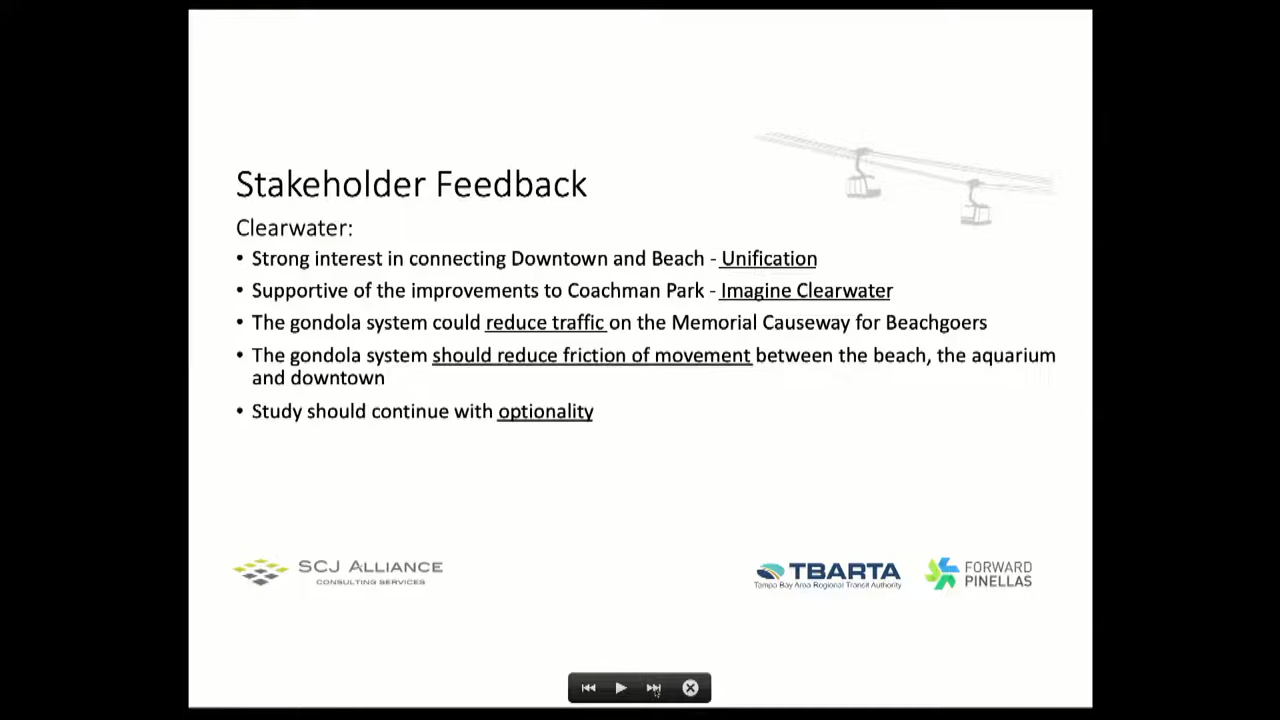 Stakeholder Feedback
Clearwater:
• Strong interest in connecting Downtown and Beach - Unification
• Supportive of the improvements to Coachman Park - Imagine Clearwater
• The gondola system could reduce traffic on the Memorial Causeway for Beachgoers
• The gondola system should reduce friction of movement between the beach, the aquarium
and downtown
• Study should continue with optionality
SCJ ALLIANCE
CONSULTING SERVICES
TBARTA
Tampa Bay Area Regional Transit Authority
FORWARD
PINELLAS